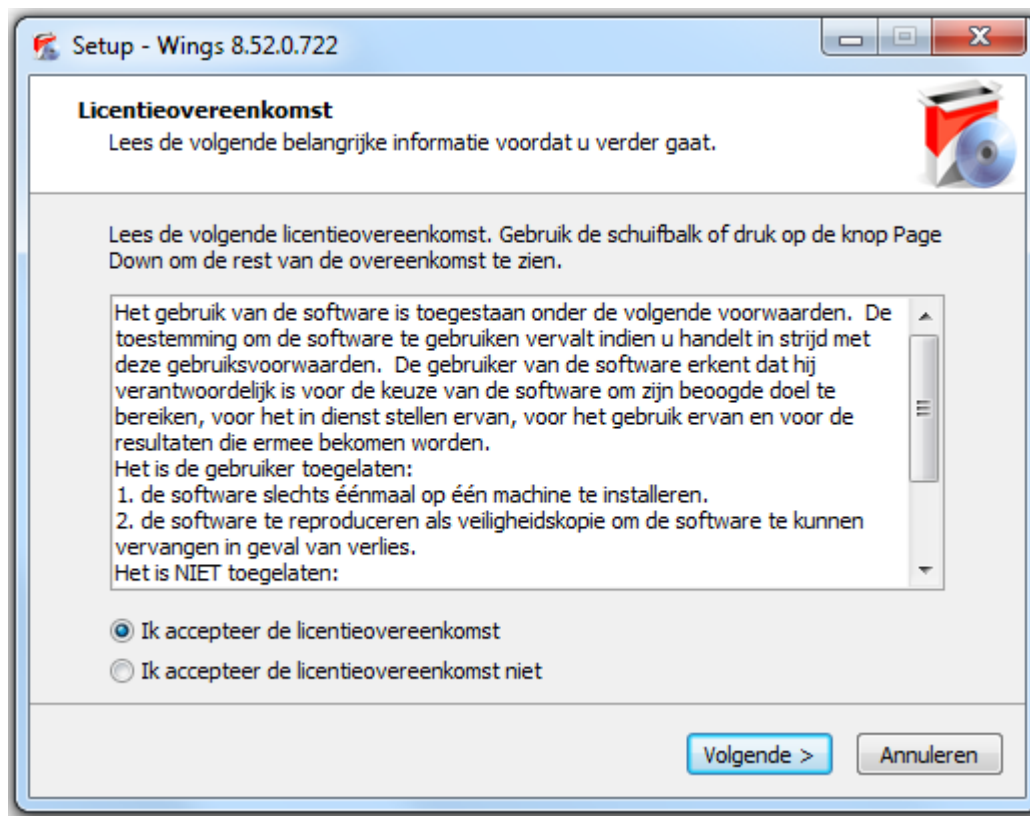 Setup - Wings 8.52.0.722
Licentieovereenkomst
Lees de volgende belangrijke informatie voordat u verder gaat.
Lees de volgende licentieovereenkomst. Gebruik de schuifbalk of druk op de knop Page
Down om de rest van de overeenkomst te zien.
Het gebruik van de software is toegestaan onder de volgende voorwaarden.  De
toestemming om de software te gebruiken vervalt indien u handelt in strijd met
deze gebruiksvoorwaarden.  De gebruiker van de software erkent dat hij
verantwoordelijk is voor de keuze van de software om zijn beoogde doel te
bereiken, voor het in dienst stellen ervan, voor het gebruik ervan en voor de
resultaten die ermee bekomen worden.
Het is de gebruiker toegelaten:
1. de software slechts éénmaal op één machine te installeren.
2. de software te reproduceren als veiligheidskopie om de software te kunnen
vervangen in geval van verlies.
Het is NIET toegelaten:
Ik accepteer de licentieovereenkomst
Ik accepteer de licentieovereenkomst niet
Volgende >
Annuleren